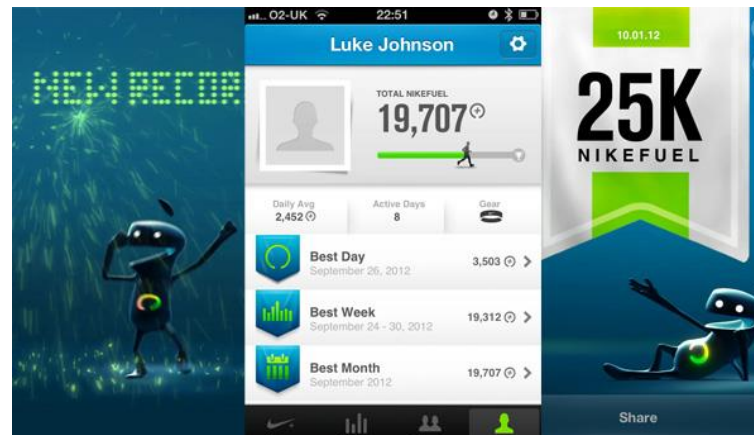 NEW RECOR
O2-UK 22:51
Luke Johnson
TOTAL NIKEFUEL
19,707
Daily Avg
2,452
Active Days
8
Gear
Best Day
September 26, 2012
3,503
Best Week
September 24 - 30, 2012
19,312
Best Month
September 2012
19,707
10.01.12
25K
NIKEFUEL
Share